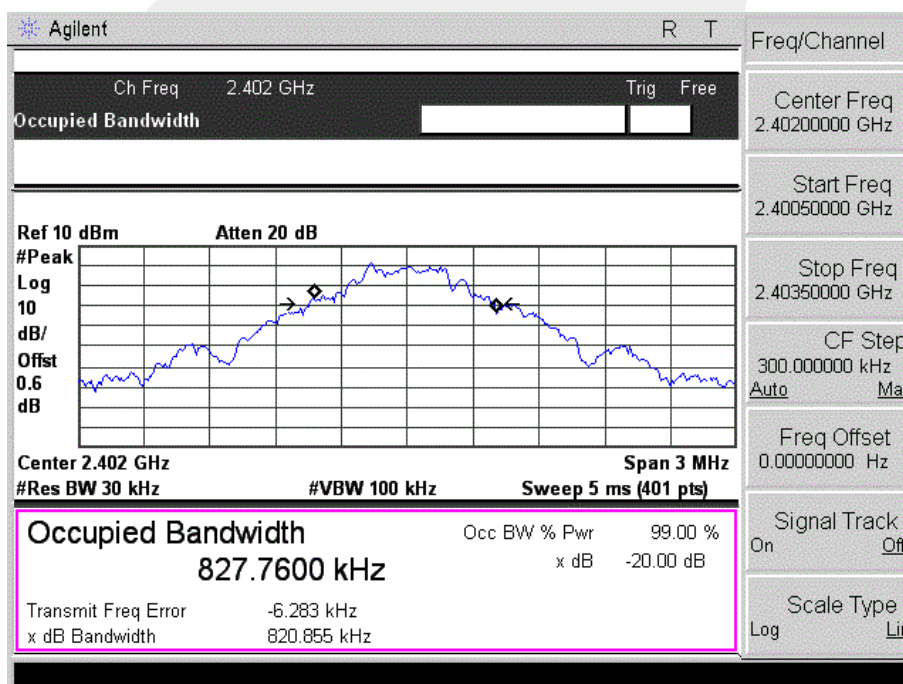 Agilent R T
Ch Freq 2.402 GHz Trig Free
Occupied Bandwidth
Ref 10 dBm Atten 20 dB
#Peak
Log
10
dB/
Offst
0.6
dB
Center 2.402 GHz Span 3 MHz
#Res BW 30 kHz #VBW 100 kHz Sweep 5 ms (401 pts)
Occupied Bandwidth
827.7600 kHz
Occ BW % Pwr 99.00 %
x dB -20.00 dB
Transmit Freq Error -6.283 kHz
x dB Bandwidth 820.855 kHz
Freq/Channel
Center Freq
2.40200000 GHz
Start Freq
2.40050000 GHz
Stop Freq
2.40350000 GHz
CF Step
300.000000 kHz
Auto Ma
Freq Offset
0.00000000 Hz
Signal Track
On Off
Scale Type
Log Li